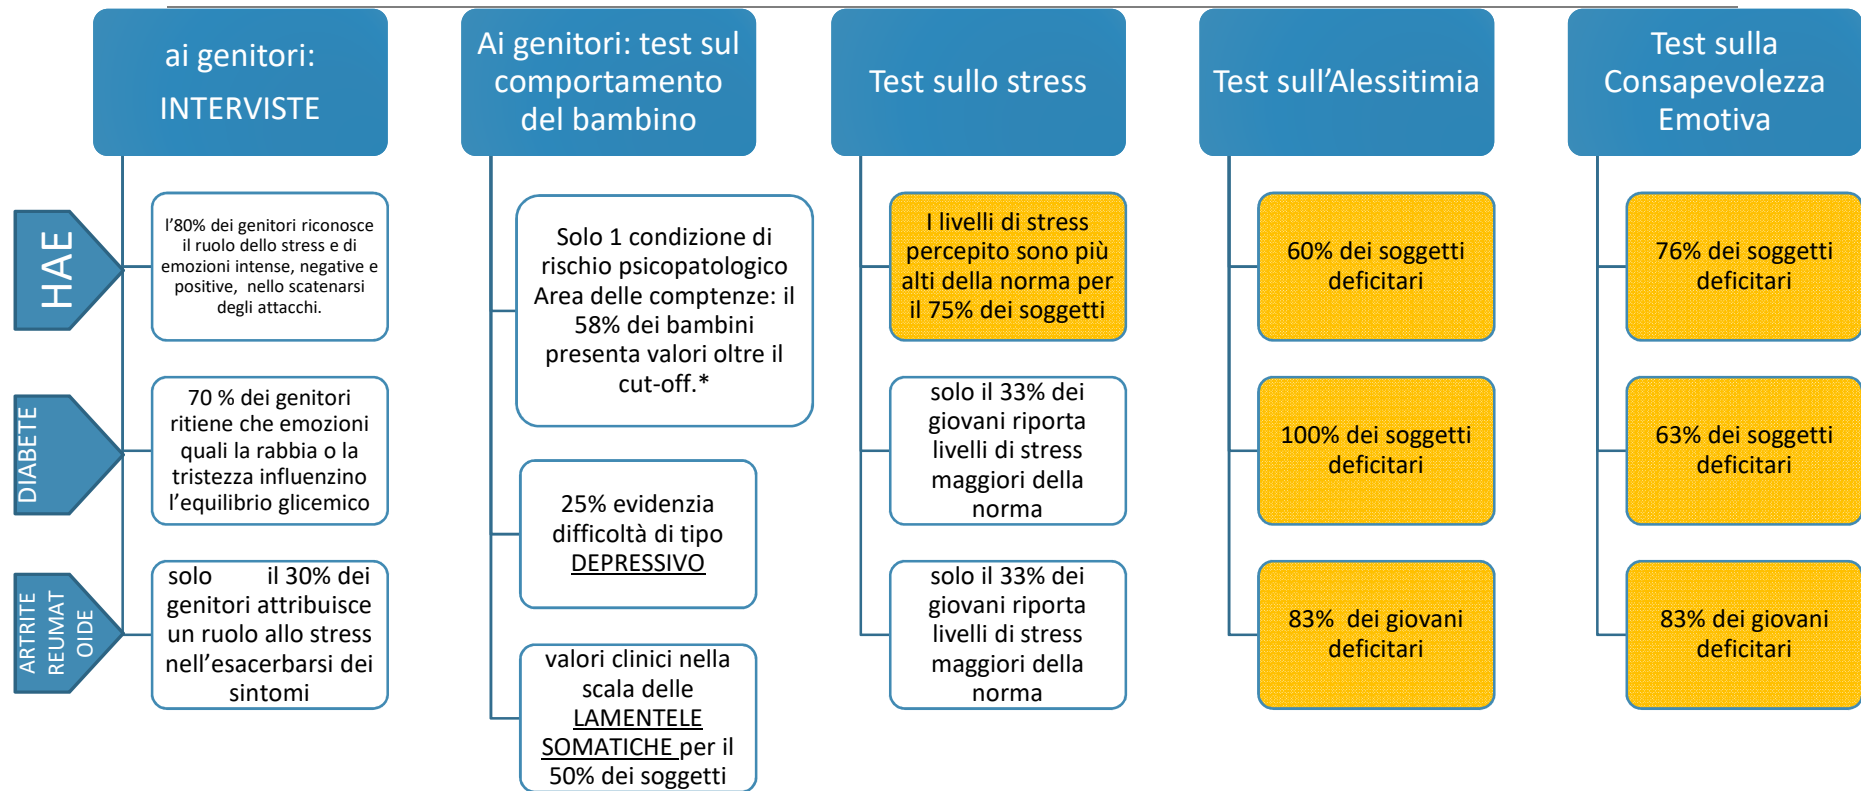 ai genitori:
INTERVISTE
Ai genitori: test sul
comportamento
del bambino
Test sullo stress
Test sull’Alessitimia
Test sulla
Consapevolezza
Emotiva
HAE
l’80% dei genitori riconosce
il ruolo dello stress e di
emozioni intense, negative e
positive, nello scatenarsi
degli attacchi.
Solo 1 condizione di
rischio psicopatologico
Area delle comptenze: il
58% dei bambini
presenta valori oltre il
cut-off.*
I livelli di stress
percepito sono più
alti della norma per
il 75% dei soggetti
60% dei soggetti
deficitari
76% dei soggetti
deficitari
DIABETE
70 % dei genitori
ritiene che emozioni
quali la rabbia o la
tristezza influenzino
l’equilibrio glicemico
25% evidenzia
difficoltà di tipo
DEPRESSIVO
solo il 33% dei
giovani riporta
livelli di stress
maggiori della
norma
100% dei soggetti
deficitari
63% dei soggetti
deficitari
ARTRITE
REUMAT
OIDE
solo il 30% dei
genitori attribuisce
un ruolo allo stress
nell’esacerbarsi dei
sintomi
valori clinici nella
scala delle
LAMENTELE
SOMATICHE per il
50% dei soggetti
solo il 33% dei
giovani riporta
livelli di stress
maggiori della
norma
83% dei giovani
deficitari
83% dei giovani
deficitari